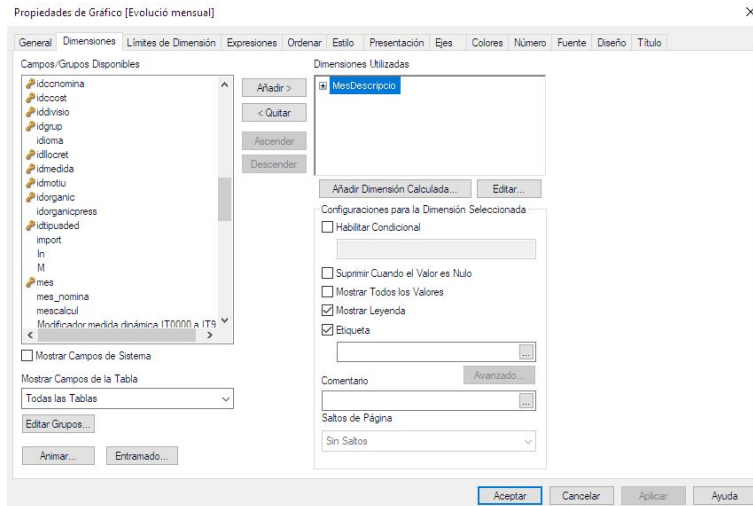 Propiedades de Gráfico [Evolució mensual]
General Dimensiones Límites de Dimensión Expresiones Ordenar Estilo Presentación Ejes Colores Número Fuente Diseño Título
Campos/Grupos Disponibles
idccnomina
idccost
iddivisio
idgrup
idioma
idllocret
idmedida
idmotiu
idorganic
idorganicpress
idtipusded
import
In
M
mes
mes_nomina
mescalcul
Modificador medida dinámica IT0000 a IT9
Mostrar Campos de Sistema
Mostrar Campos de la Tabla
Todas las Tablas
Editar Grupos...
Animar... Entramado...
Añadir >
< Quitar
Ascender
Descender
Dimensiones Utilizadas
MesDescripcio
Añadir Dimensión Calculada... Editar...
Configuraciones para la Dimensión Seleccionada
Habilitar Condicional
Suprimir Cuando el Valor es Nulo
Mostrar Todos los Valores
Mostrar Leyenda
Etiqueta
...
Avanzado...
Comentario
...
Saltos de Página
Sin Saltos
Aceptar Cancelar Aplicar Ayuda